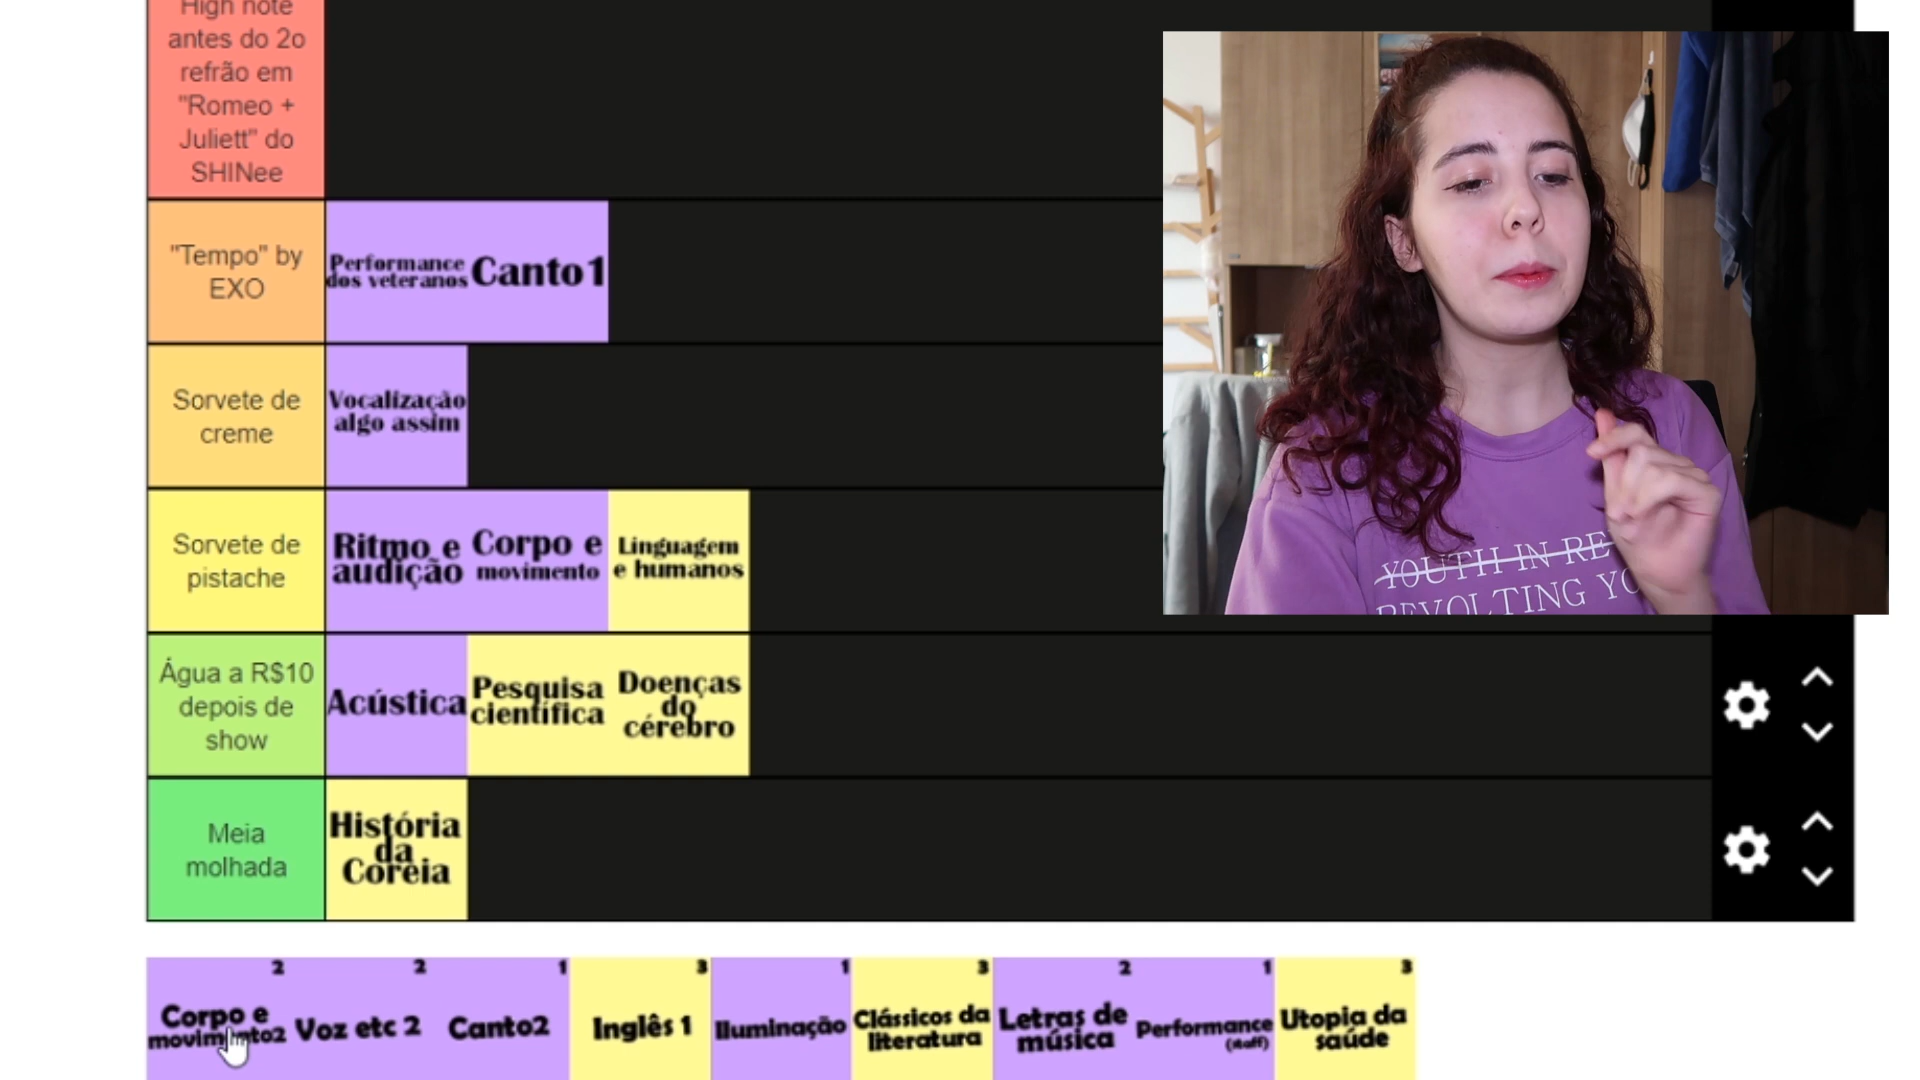 High note
antes do 2o
refrão em
"Romeo +
Juliett" do
SHINee
"Tempo" by
EXO
Performance
dos veteranos
Canto1
Sorvete de
creme
Vocalização
algo assim
Sorvete de
pistache
Ritmo e
audição
Corpo e
movimento
Linguagem
e humanos
YOUTH IN RE
REVOLTING YO
Água a R$10
depois de
show
Acústica
Pesquisa
científica
Doenças
do
cérebro
Meia
molhada
História
da
Coreia
2
Corpo e
movimento2
2
Voz etc 2
1
Canto2
3
Inglês 1
1
Iluminação
3
Clássicos da
literatura
2
Letras de
música
1
Performance
(staff)
3
Utopia da
saúde